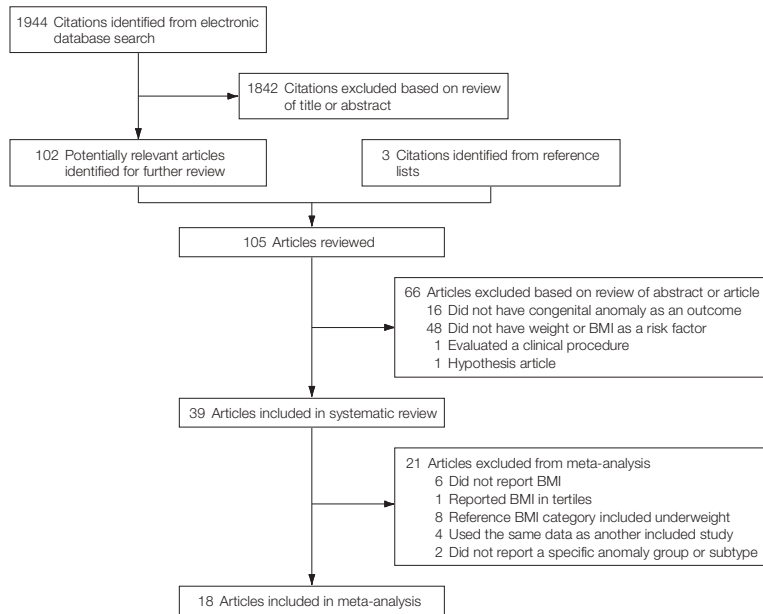 1944 Citations identified from electronic
database search
1842 Citations excluded based on review
of title or abstract
102 Potentially relevant articles
identified for further review
3 Citations identified from reference
lists
105 Articles reviewed
66 Articles excluded based on review of abstract or article
16 Did not have congenital anomaly as an outcome
48 Did not have weight or BMI as a risk factor
1 Evaluated a clinical procedure
1 Hypothesis article
39 Articles included in systematic review
21 Articles excluded from meta-analysis
6 Did not report BMI
1 Reported BMI in tertiles
8 Reference BMI category included underweight
4 Used the same data as another included study
2 Did not report a specific anomaly group or subtype
18 Articles included in meta-analysis